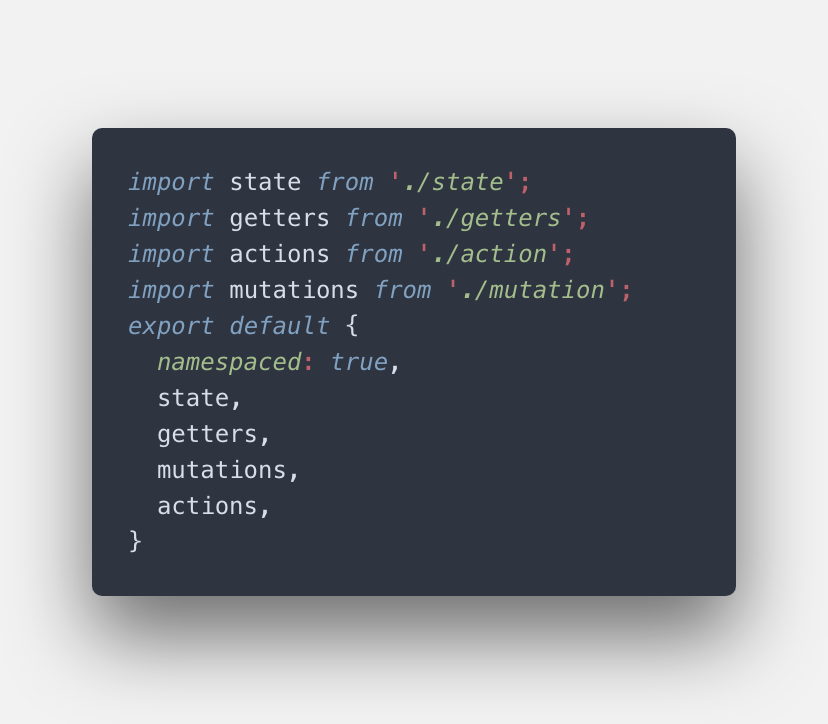 import state from './state';
import getters from './getters';
import actions from './action';
import mutations from './mutation';
export default {
  namespaced: true,
  state,
  getters,
  mutations,
  actions,
}